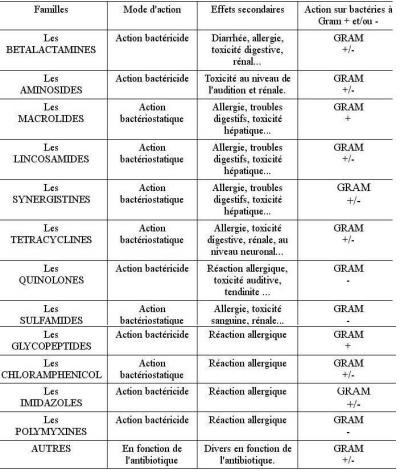 Familles Mode d'action Effets secondaires Action sur bactéries à
Gram + et/ou -
Les Action bactéricide Diarrhée, allergie, GRAM
BETALACTAMINES toxicité digestive, +/-
rénal...
Les Action bactéricide Toxicité au niveau de GRAM
AMINOSIDES l'audition et rénale. +/-
Les Action Allergie, troubles GRAM
MACROLIDES bactériostatique digestifs, toxicité +
hépatique...
Les Action Allergie, troubles GRAM
LINCOSAMIDES bactériostatique digestifs, toxicité +/-
hépatique...
Les Action Allergie, troubles GRAM
SYNERGISTINES bactériostatique digestifs, toxicité +/-
hépatique...
Les Action Allergie, toxicité GRAM
TETRACYCLINES bactériostatique digestive, rénale, au +/-
niveau neuronal...
Les Action bactéricide Réaction allergique, GRAM
QUINOLONES toxicité auditive, -
tendinite ...
Les Action Allergie, toxicité GRAM
SULFAMIDES bactériostatique sanguine, rénale... -
Les Action bactéricide Réaction allergique GRAM
GLYCOPEPTIDES +
Les Action Réaction allergique GRAM
CHLORAMPHENICOL bactériostatique +/-
Les Action bactéricide Réaction allergique GRAM
IMIDAZOLES +/-
Les Action bactéricide Réaction allergique GRAM
POLYMYXINES -
AUTRES En fonction de Divers en fonction de GRAM
l'antibiotique l'antibiotique. +/-